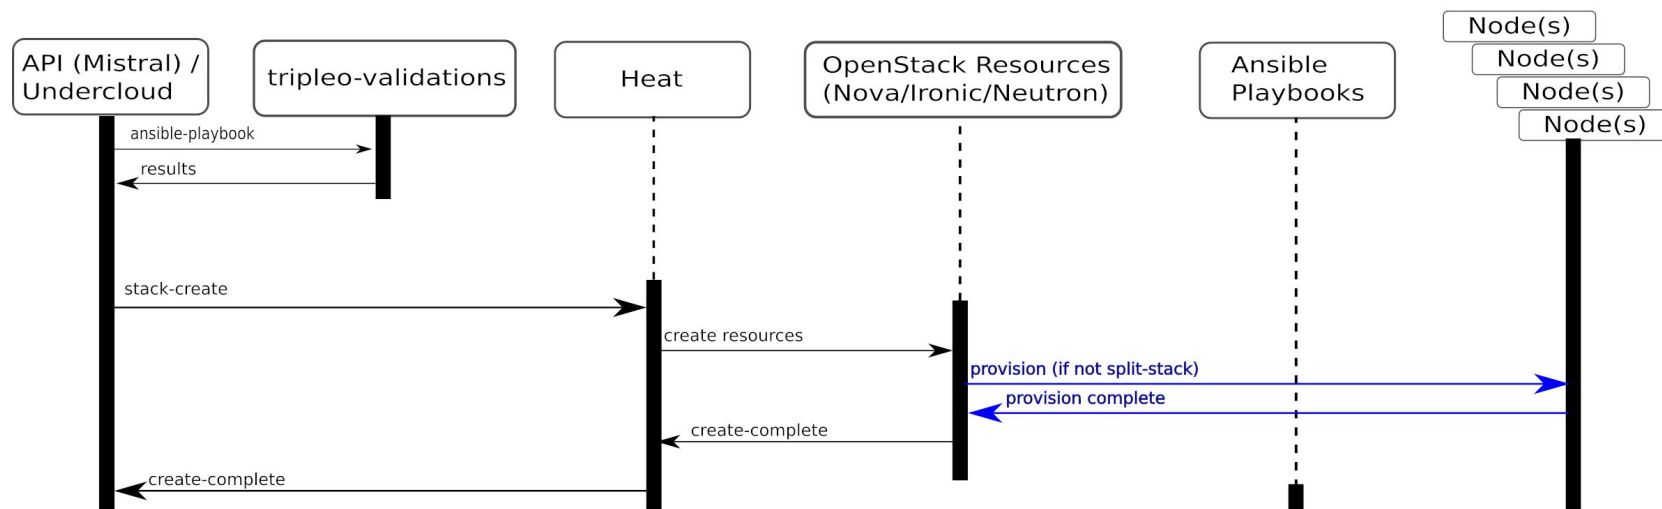 Node(s)
Node(s)
Node(s)
Node(s)
API (Mistral) /
Undercloud
tripleo-validations
Heat
OpenStack Resources
(Nova/Ironic/Neutron)
Ansible
Playbooks
ansible-playbook
results
stack-create
create resources
provision (if not split-stack)
provision complete
create-complete
create-complete